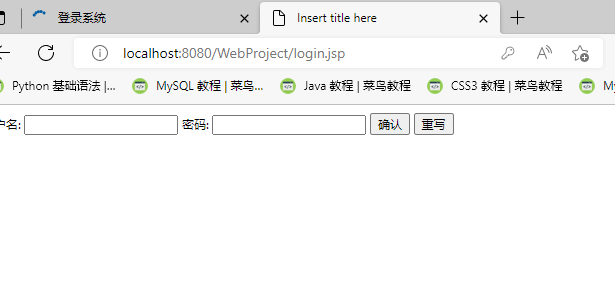 登录系统
Insert title here
localhost:8080/WebProject/login.jsp
Python 基础语法 |... MySQL 教程 | 菜鸟... Java 教程 | 菜鸟教程 CSS3 教程 | 菜鸟教程 My
户名: 密码: 确认 重写